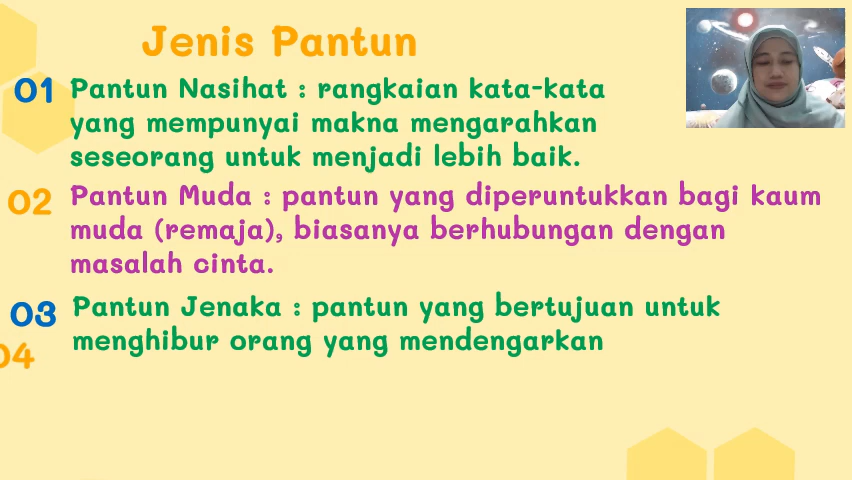 Jenis Pantun
01 Pantun Nasihat : rangkaian kata-kata
yang mempunyai makna mengarahkan
seseorang untuk menjadi lebih baik.
02 Pantun Muda : pantun yang diperuntukkan bagi kaum
muda (remaja), biasanya berhubungan dengan
masalah cinta.
03 Pantun Jenaka : pantun yang bertujuan untuk
menghibur orang yang mendengarkan
04